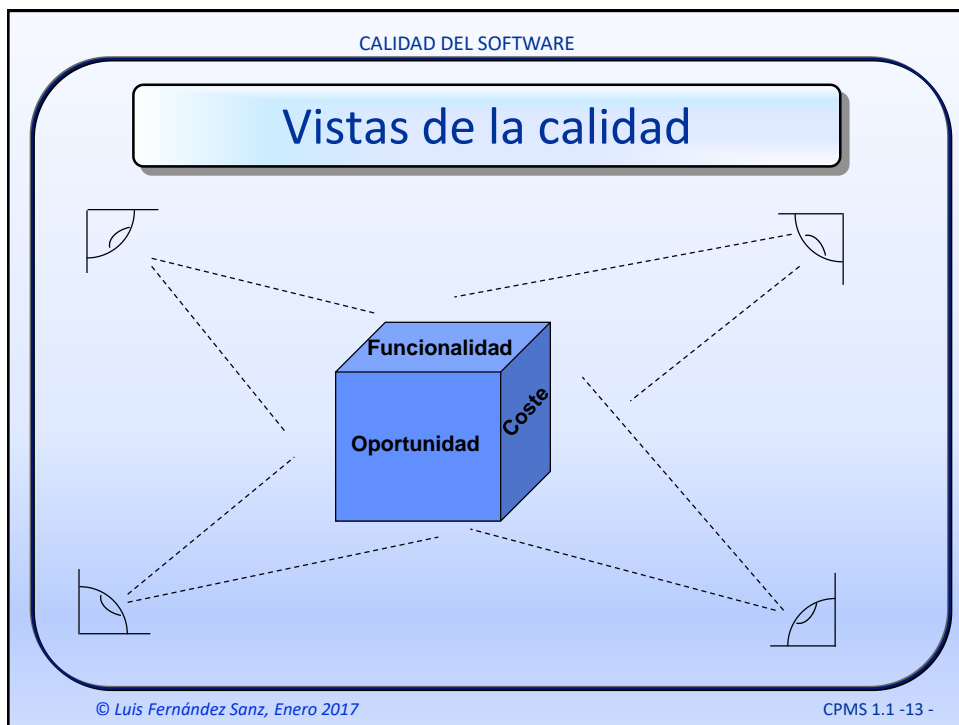 CALIDAD DEL SOFTWARE
Vistas de la calidad
Funcionalidad
Coste
Oportunidad
© Luis Fernández Sanz, Enero 2017
CPMS 1.1 -13 -